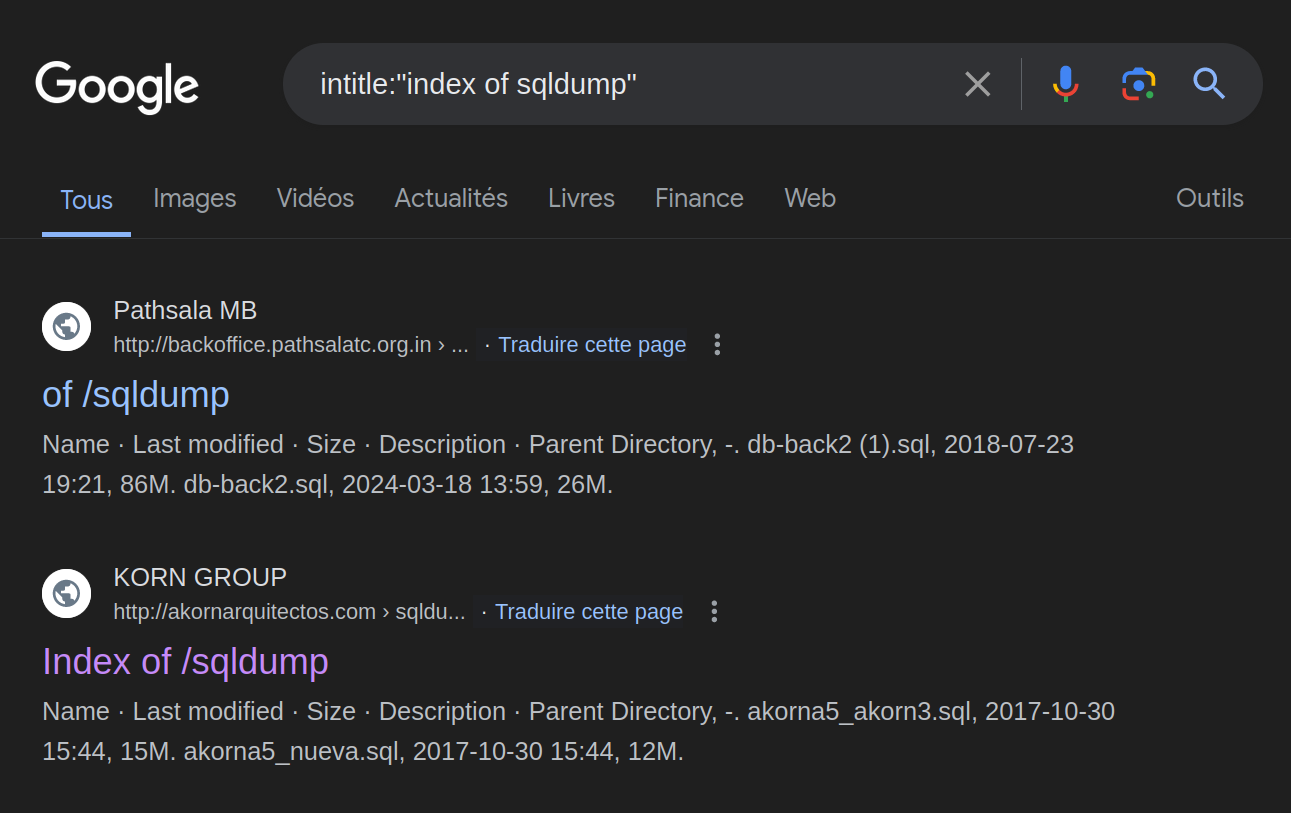 Google
intitle:"index of sqldump"
Tous Images Vidéos Actualités Livres Finance Web Outils
Pathsala MB
http://backoffice.pathsalatc.org.in › ... · Traduire cette page
of /sqldump
Name · Last modified · Size · Description · Parent Directory, -. db-back2 (1).sql, 2018-07-23
19:21, 86M. db-back2.sql, 2024-03-18 13:59, 26M.
KORN GROUP
http://akornarquitectos.com › sqldu... · Traduire cette page
Index of /sqldump
Name · Last modified · Size · Description · Parent Directory, -. akorna5_akorn3.sql, 2017-10-30
15:44, 15M. akorna5_nueva.sql, 2017-10-30 15:44, 12M.